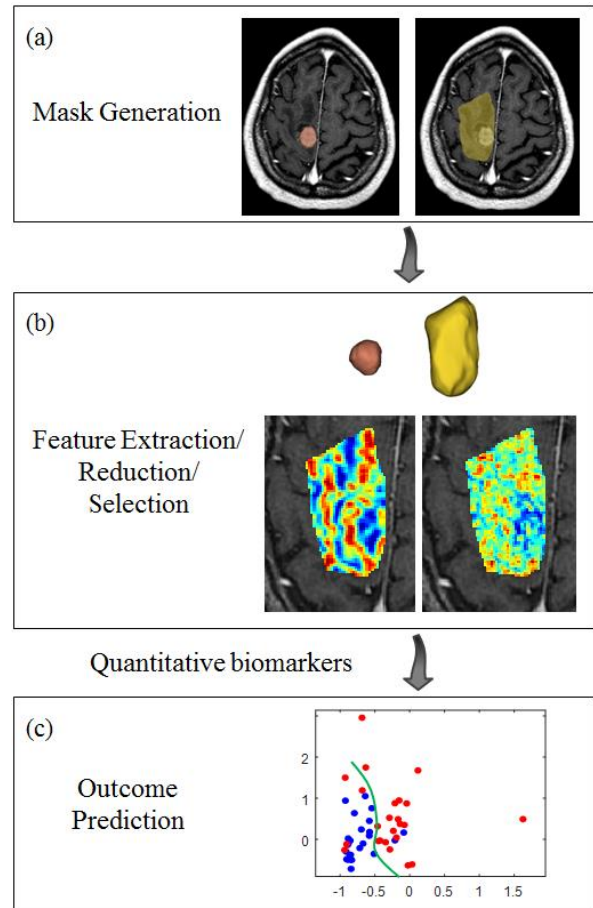 (a)
Mask Generation
(b)
Feature Extraction/
Reduction/
Selection
Quantitative biomarkers
(c)
Outcome
Prediction
3
2
1
0
-1 -0.5 0 0.5 1 1.5